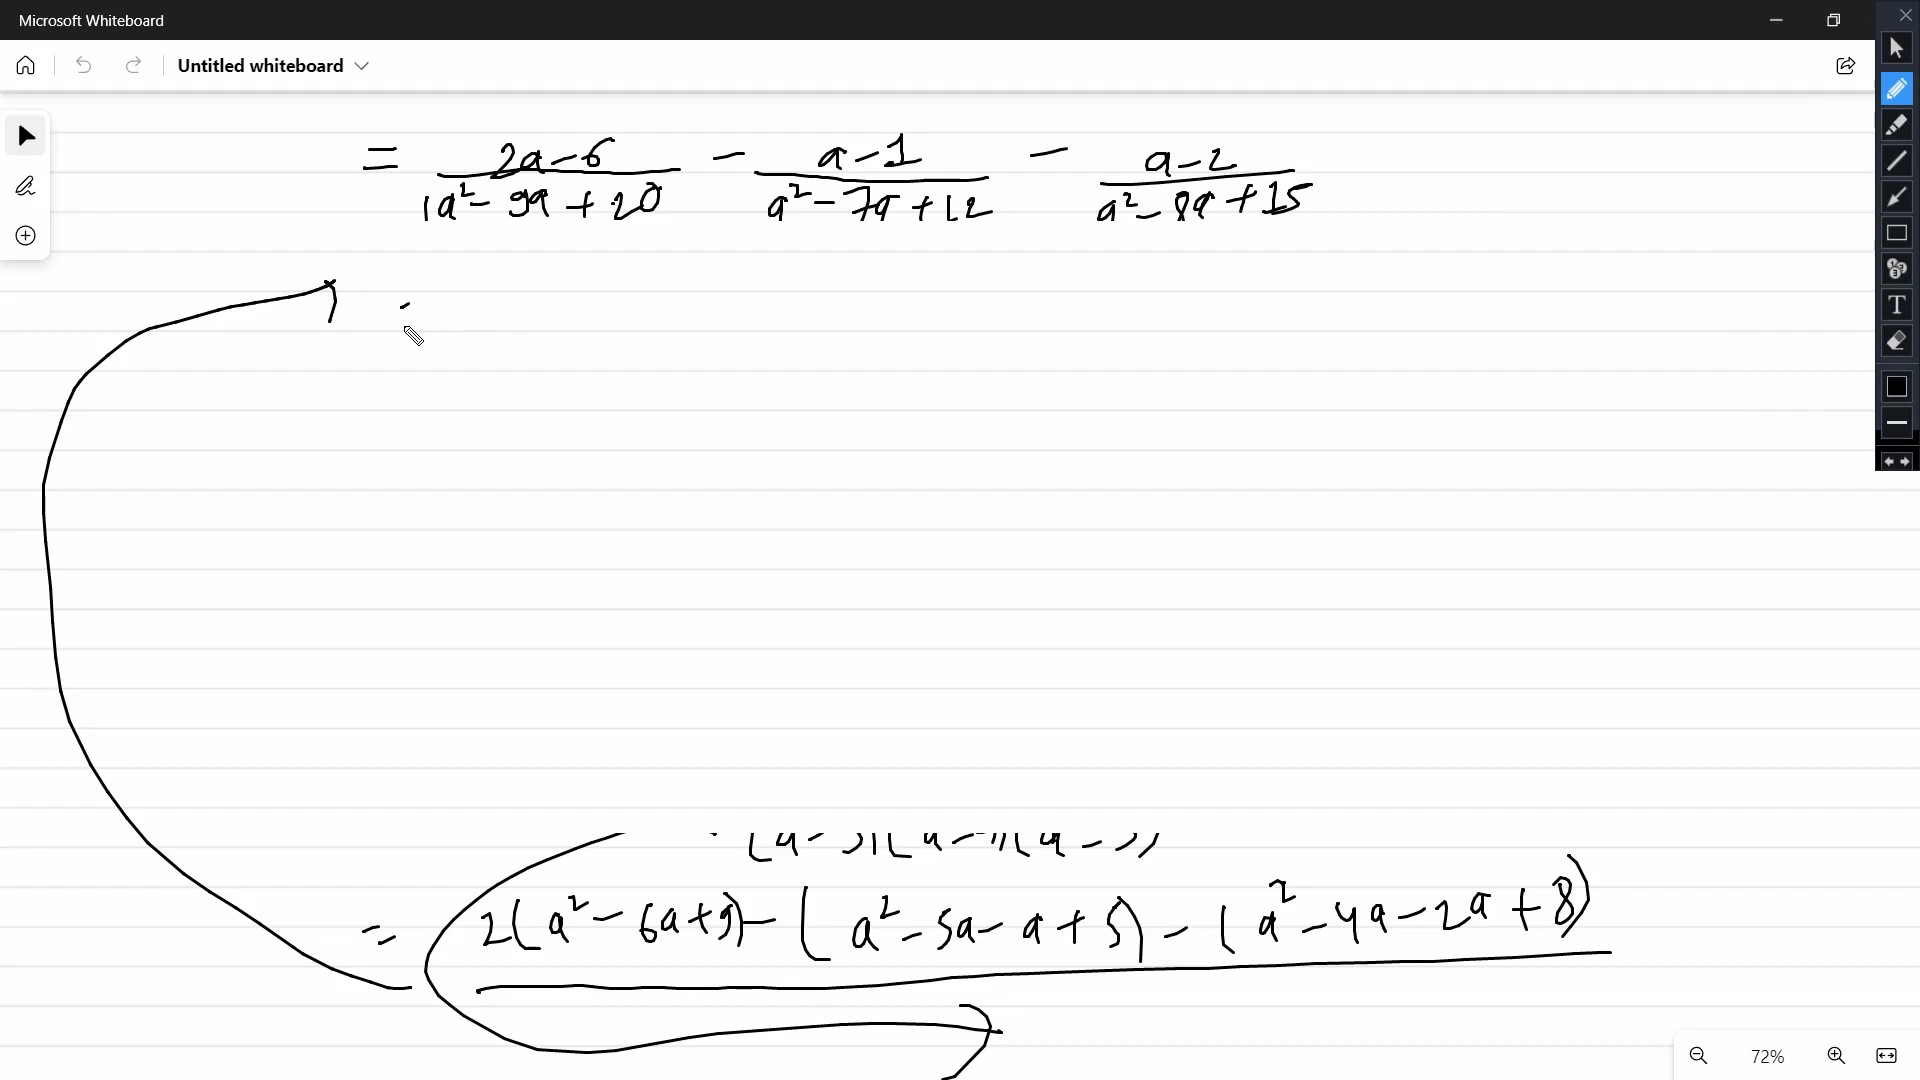 Microsoft Whiteboard
Untitled whiteboard
= (2a-6)/(a²-9a+20) - (a-1)/(a²-7a+12) - (a-2)/(a²-8a+15)
= 2(a²-6a+9)-(a²-5a-a+5)-(a²-4a-2a+8)
72%